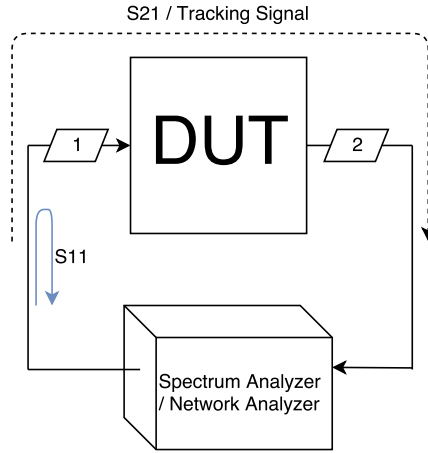 S21 / Tracking Signal
1
DUT
2
S11
Spectrum Analyzer
/ Network Analyzer